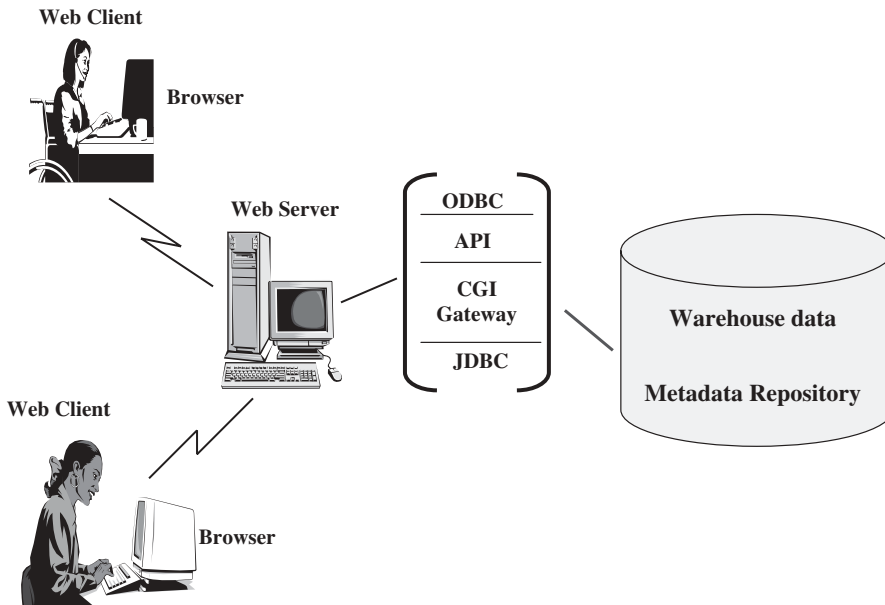 Web Client
Browser
Web Server
ODBC
API
CGI
Gateway
JDBC
Warehouse data
Metadata Repository
Web Client
Browser